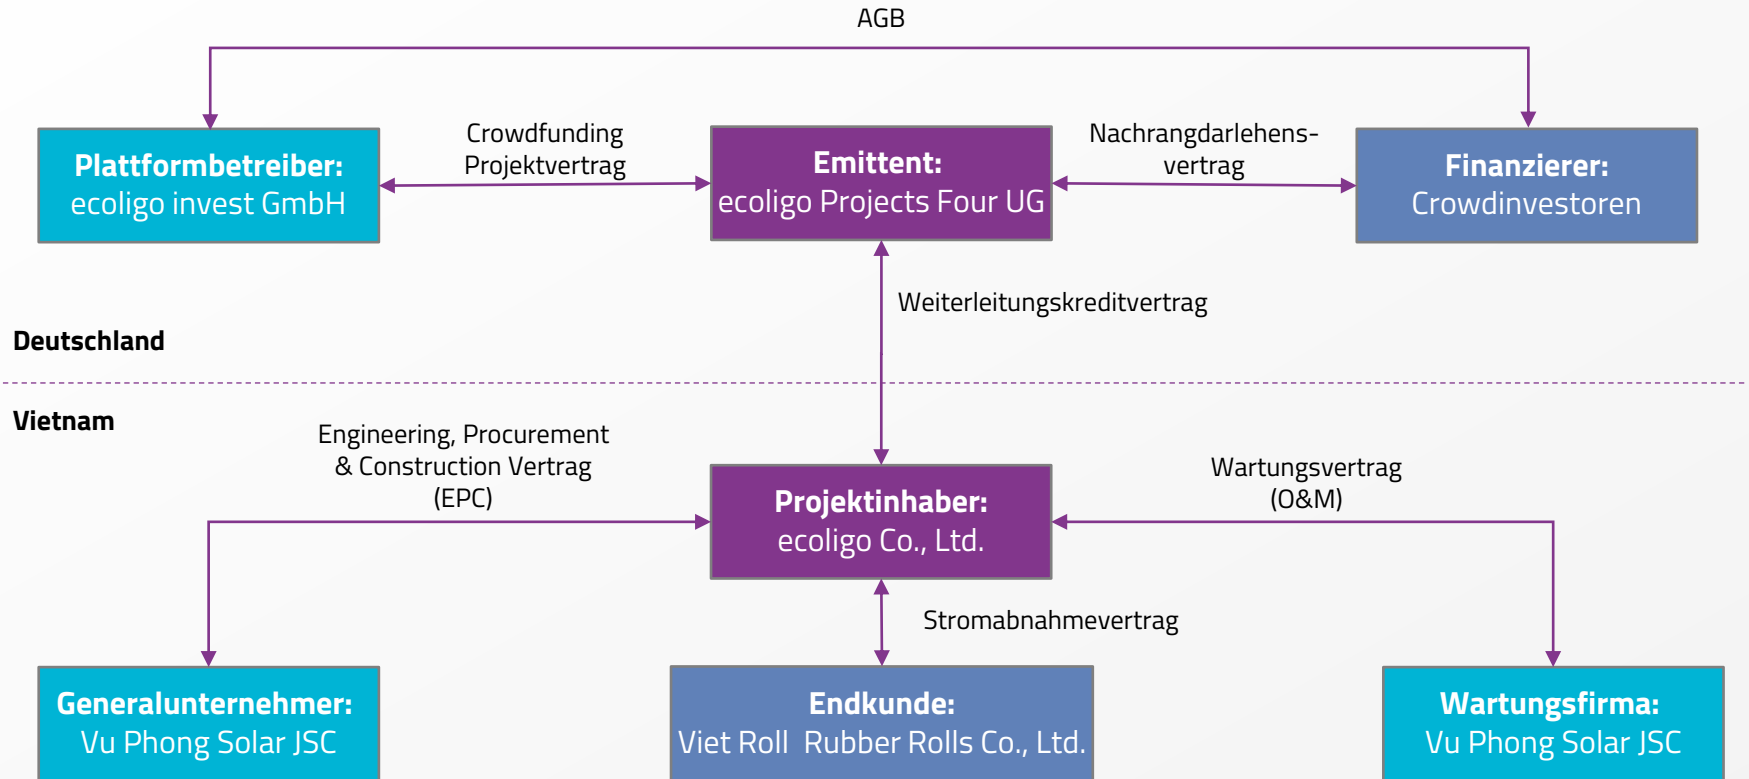 AGB
Crowdfunding
Projektvertrag
Nachrangdarlehens-
vertrag
Plattformbetreiber:
ecoligo invest GmbH
Emittent:
ecoligo Projects Four UG
Finanzierer:
Crowdinvestoren
Weiterleitungskreditvertrag
Deutschland
Vietnam
Engineering, Procurement
& Construction Vertrag
(EPC)
Wartungsvertrag
(O&M)
Projektinhaber:
ecoligo Co., Ltd.
Stromabnahmevertrag
Generalunternehmer:
Vu Phong Solar JSC
Endkunde:
Viet Roll  Rubber Rolls Co., Ltd.
Wartungsfirma:
Vu Phong Solar JSC